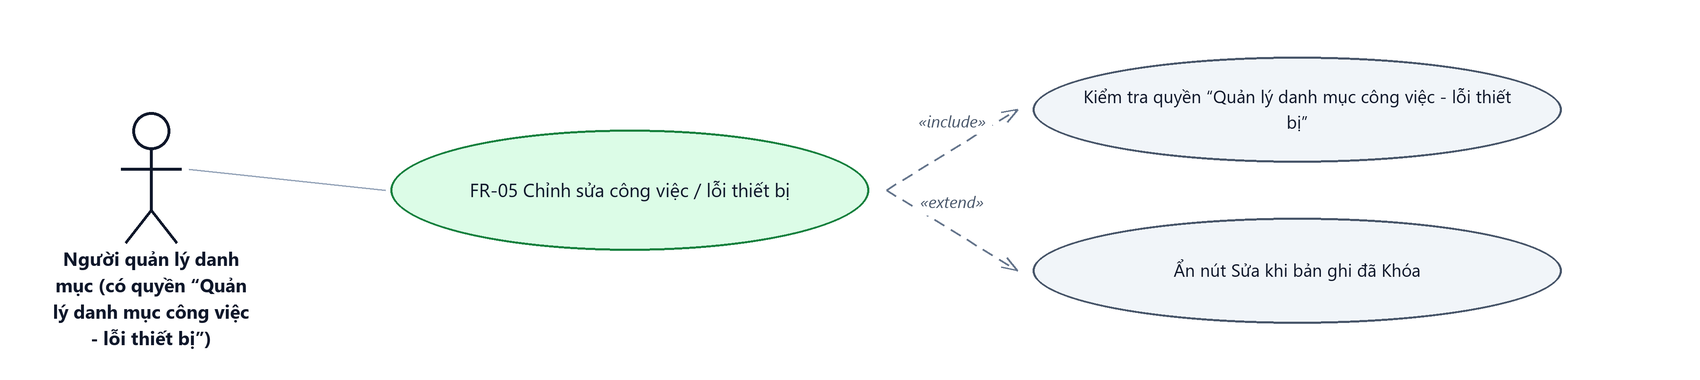 Người quản lý danh
mục (có quyền “Quản
lý danh mục công việc
- lỗi thiết bị”)
FR-05 Chỉnh sửa công việc / lỗi thiết bị
«include»
«extend»
Kiểm tra quyền “Quản lý danh mục công việc - lỗi thiết
bị”
Ẩn nút Sửa khi bản ghi đã Khóa